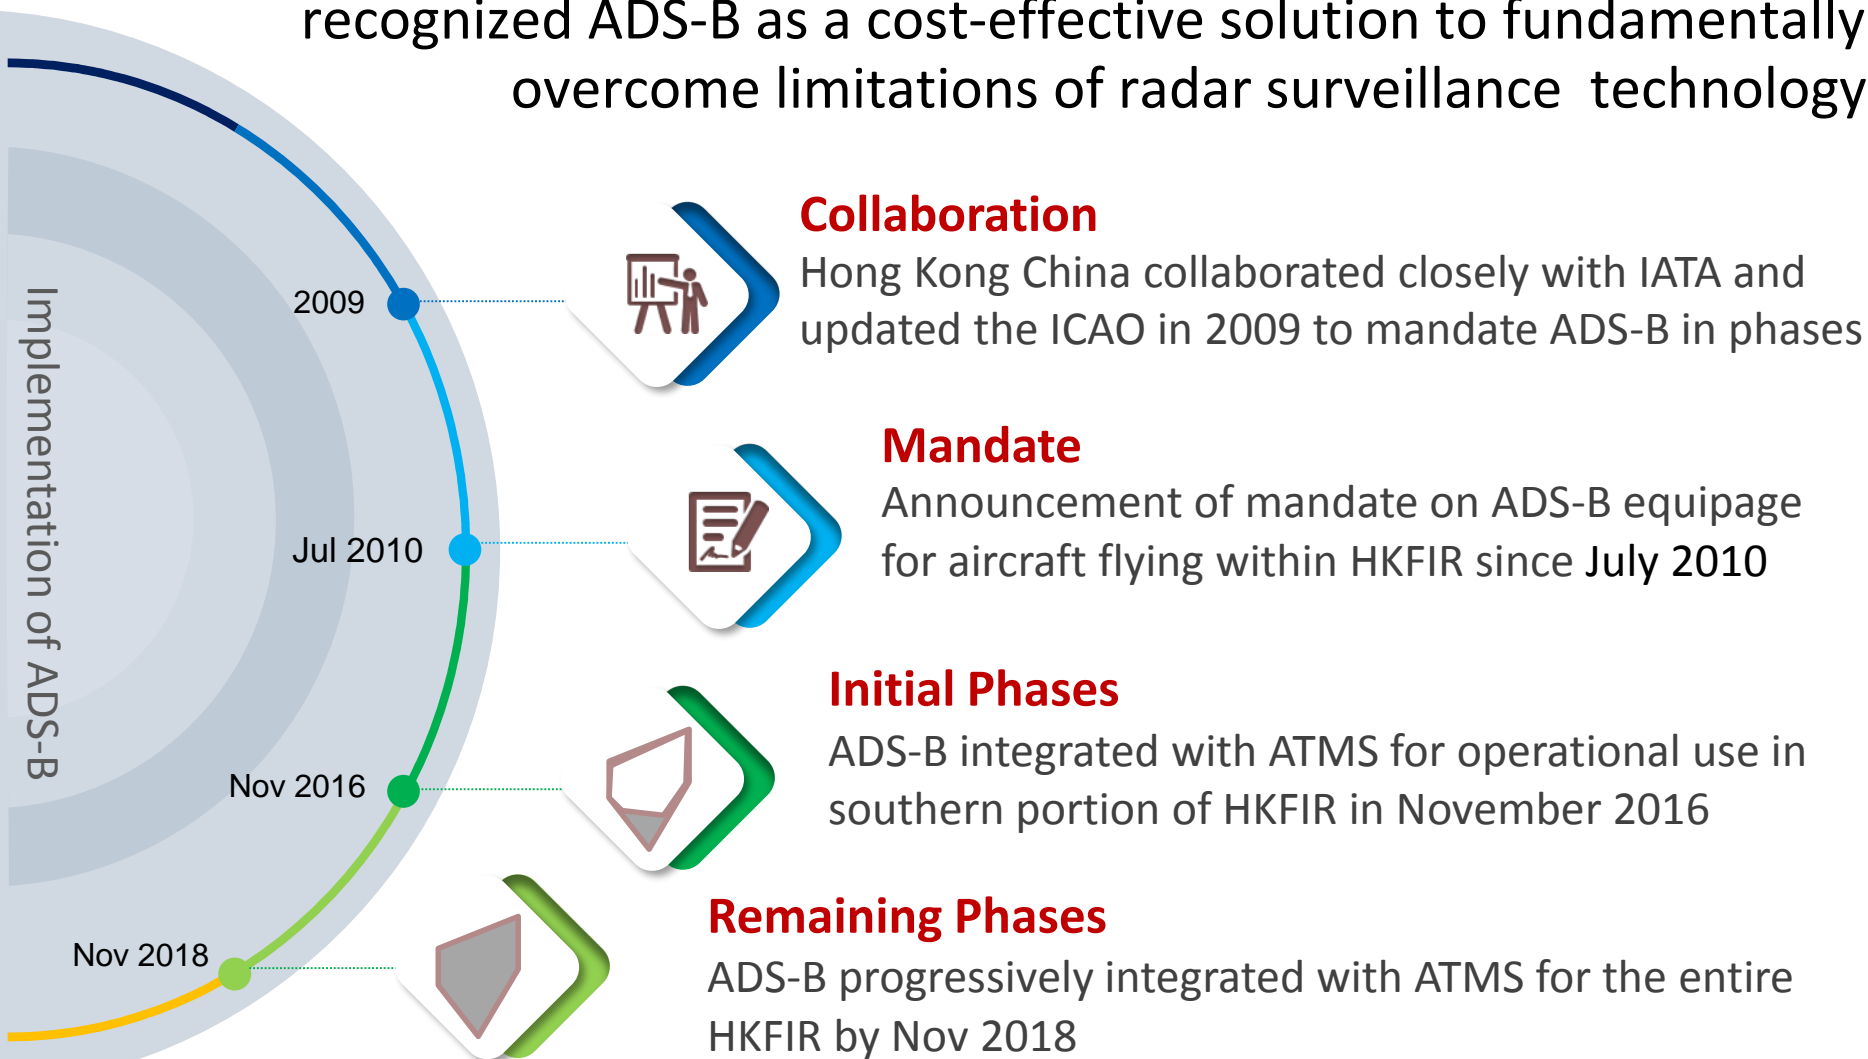 recognized ADS-B as a cost-effective solution to fundamentally
overcome limitations of radar surveillance technology
Implementation of ADS-B
2009
Collaboration
Hong Kong China collaborated closely with IATA and
updated the ICAO in 2009 to mandate ADS-B in phases
Jul 2010
Mandate
Announcement of mandate on ADS-B equipage
for aircraft flying within HKFIR since July 2010
Nov 2016
Initial Phases
ADS-B integrated with ATMS for operational use in
southern portion of HKFIR in November 2016
Nov 2018
Remaining Phases
ADS-B progressively integrated with ATMS for the entire
HKFIR by Nov 2018